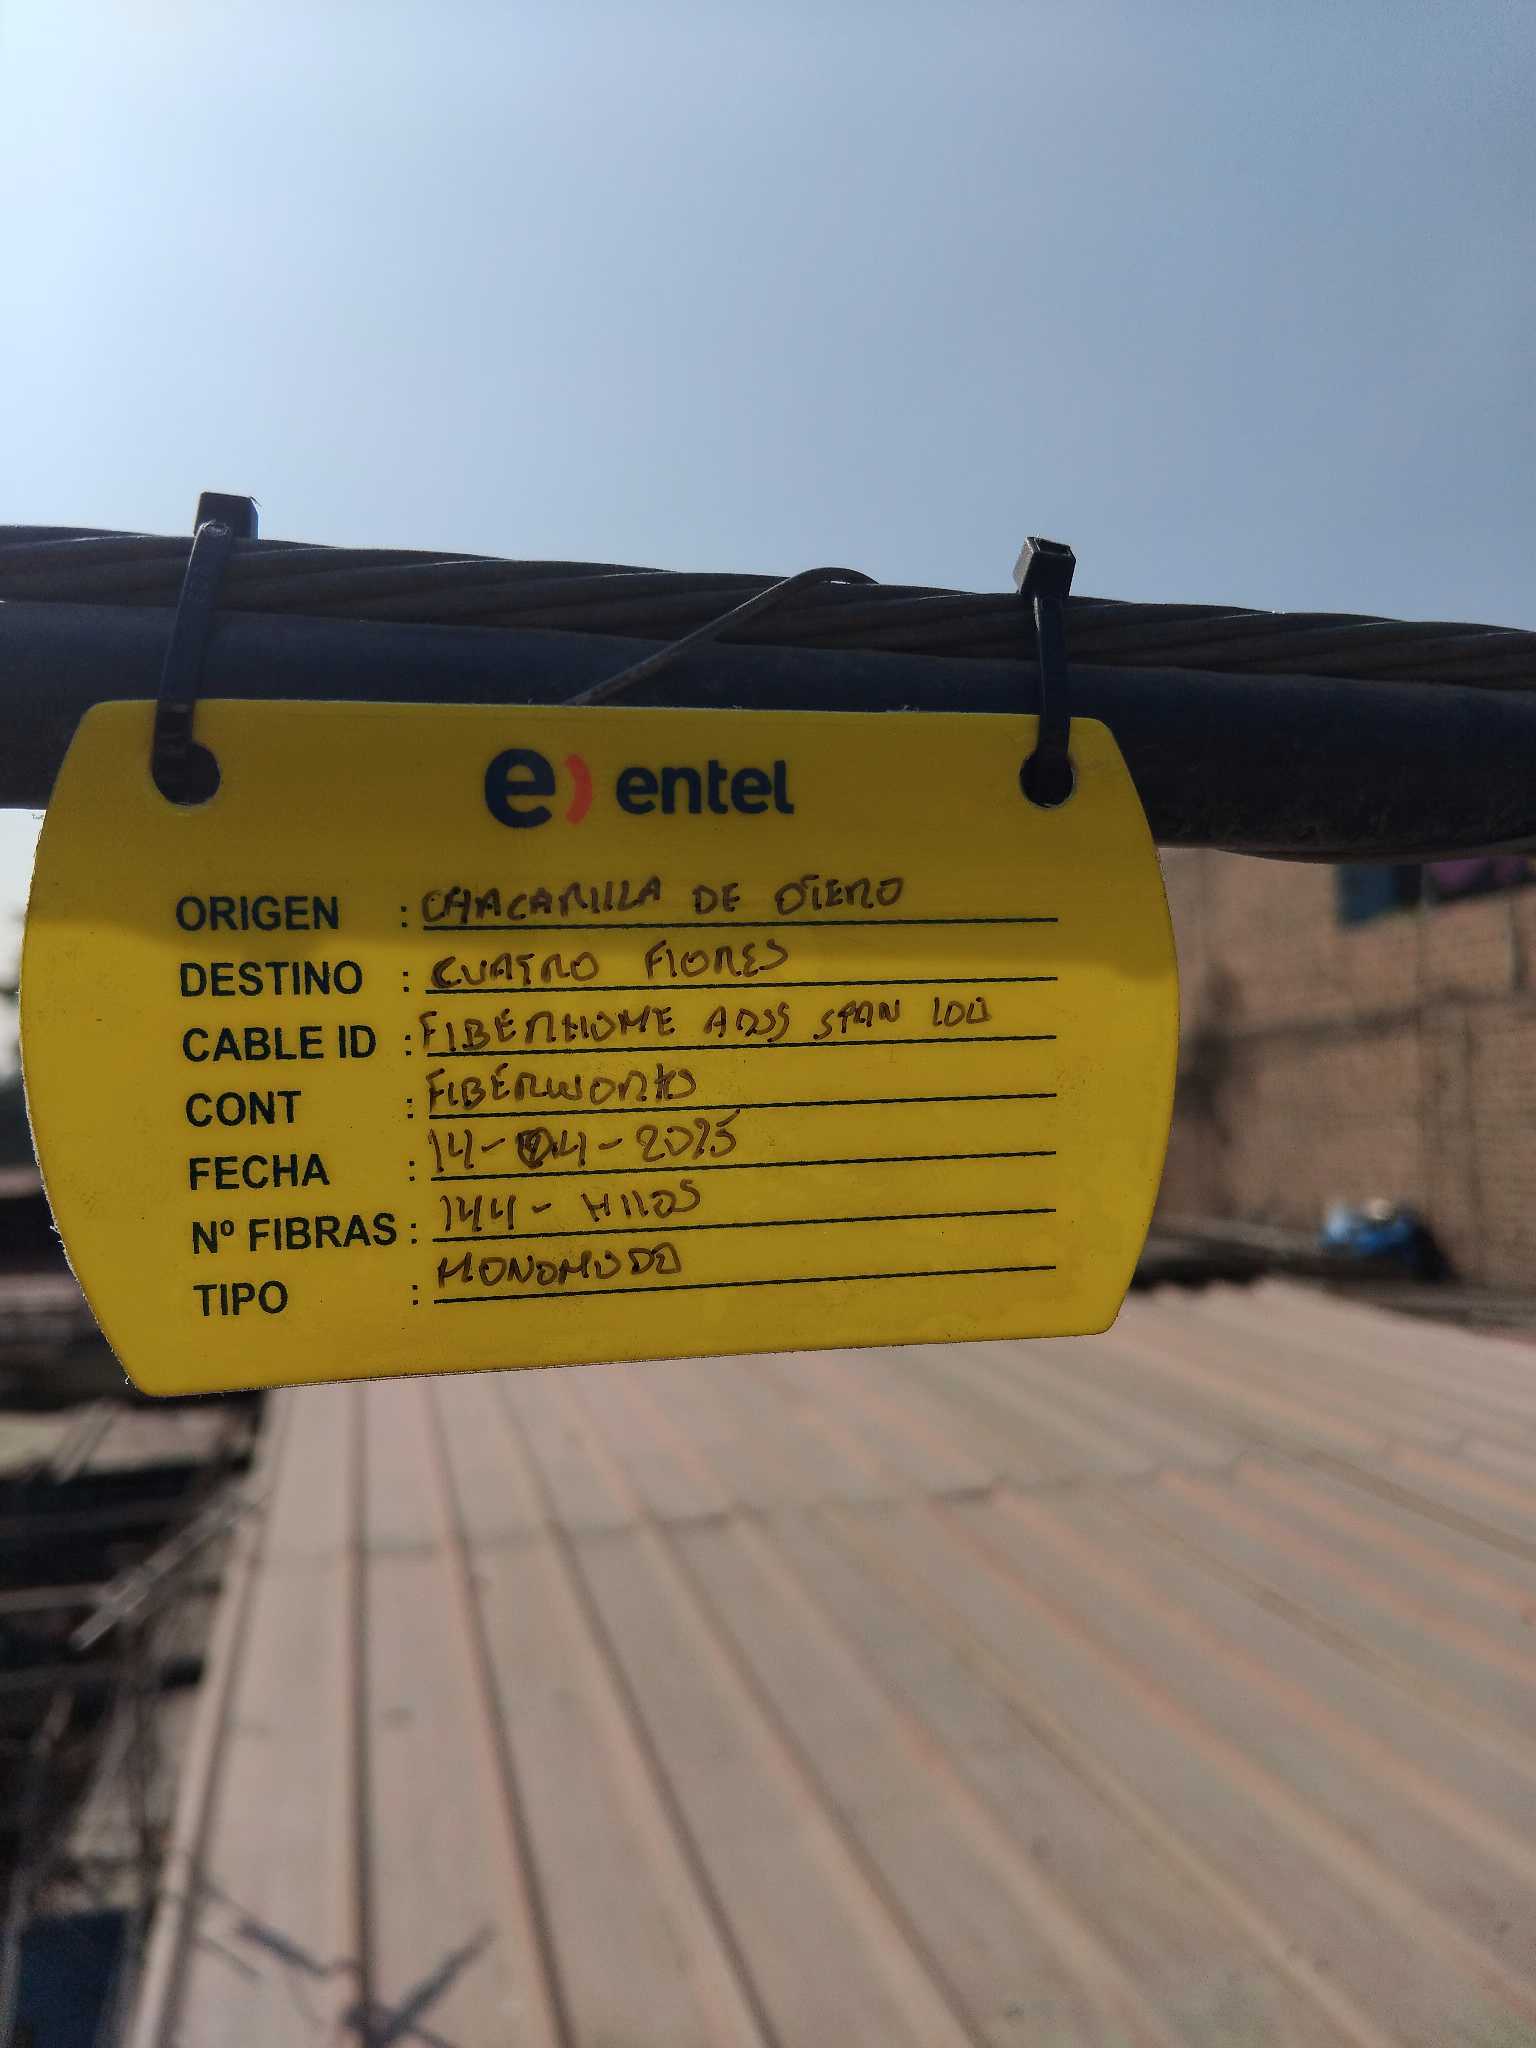 e) entel
ORIGEN : CHACARILLA DE OTERO
DESTINO : CUATRO FLORES
CABLE ID : FIBERHOME ADSS SPAN 100
CONT : FIBERWORKS
FECHA : 14-04-2025
Nº FIBRAS : 144- HILOS
TIPO : MONOMODO